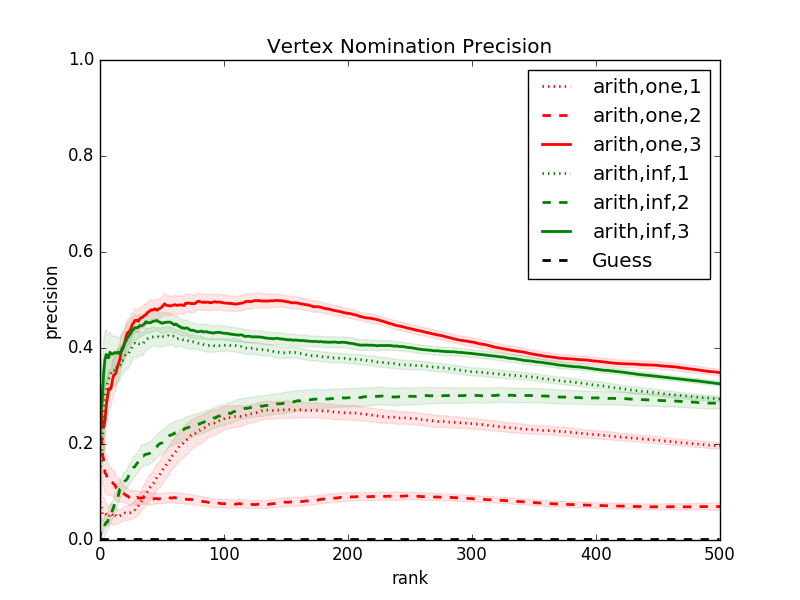 Vertex Nomination Precision
1.0
0.8
0.6
0.4
0.2
0.0
precision
arith,one,1
arith,one,2
arith,one,3
arith,inf,1
arith,inf,2
arith,inf,3
Guess
0 100 200 300 400 500
rank